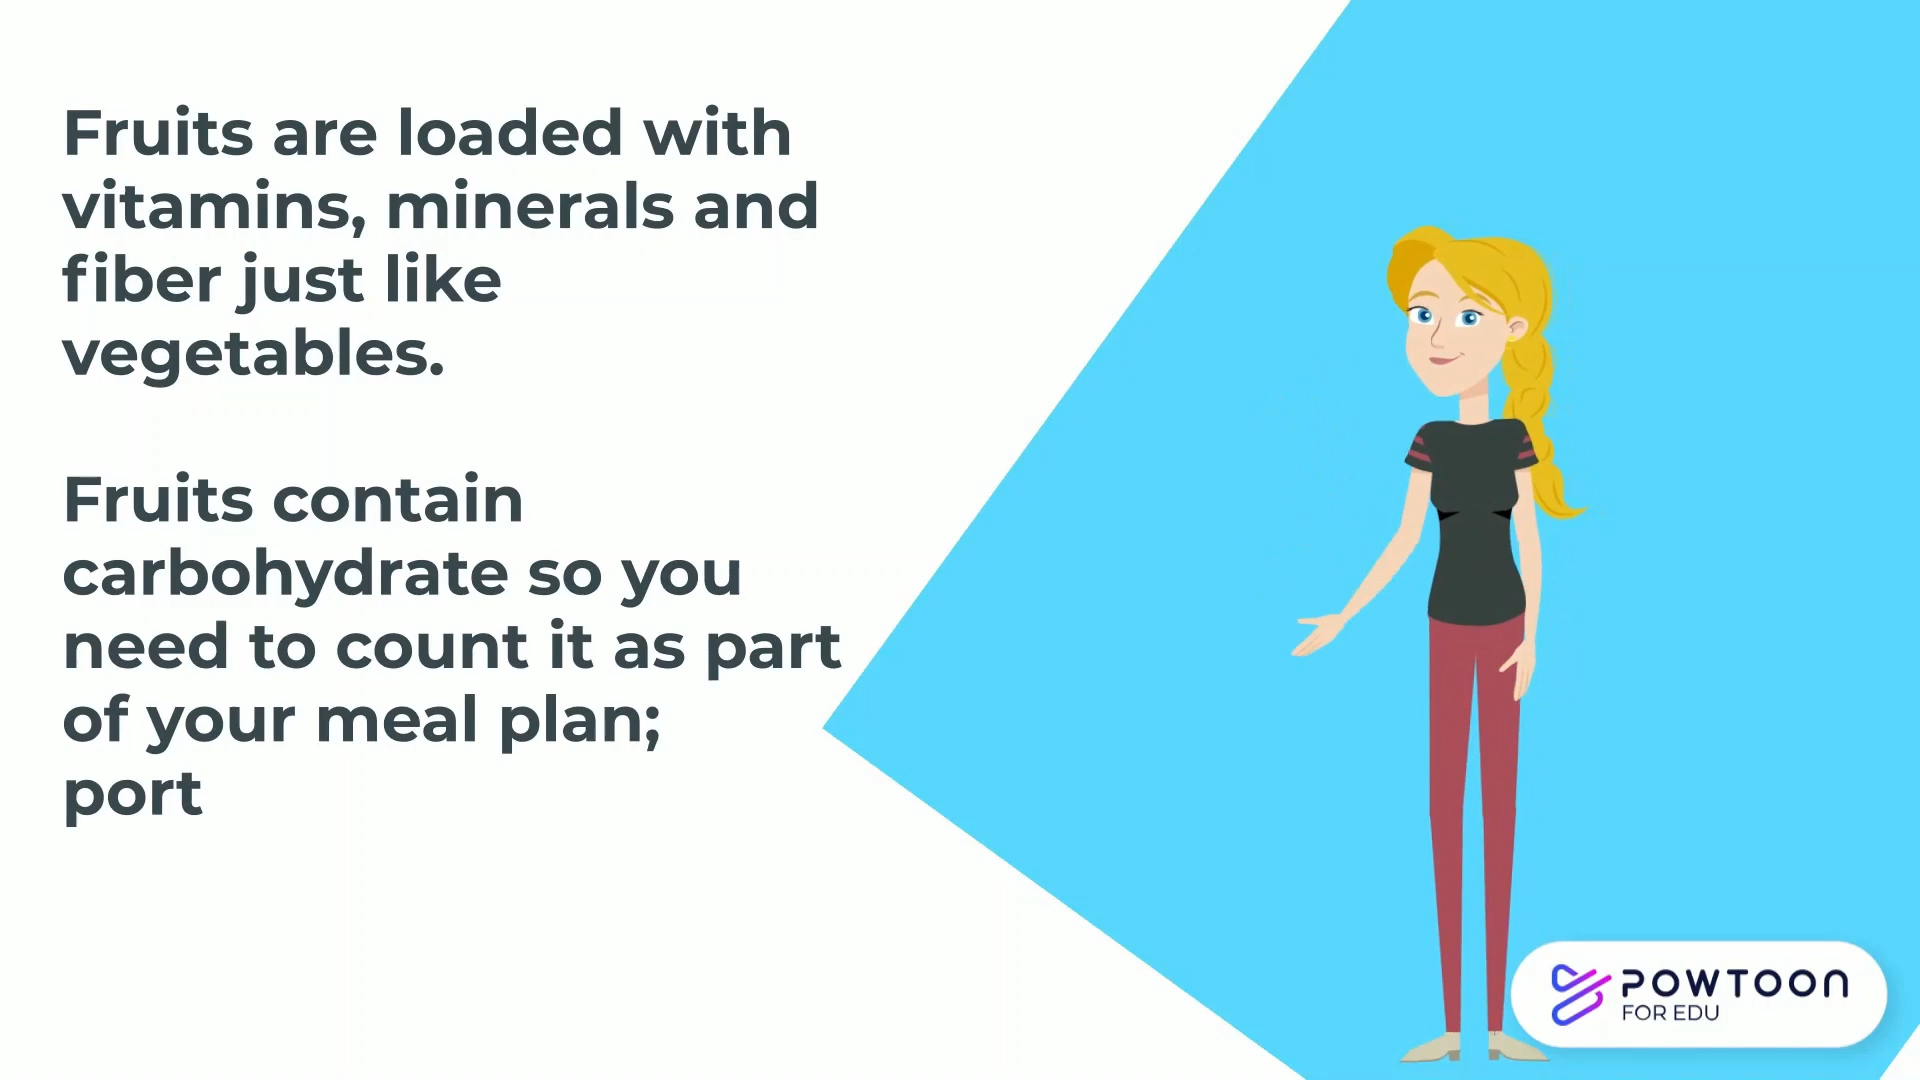 Fruits are loaded with
vitamins, minerals and
fiber just like
vegetables.
Fruits contain
carbohydrate so you
need to count it as part
of your meal plan;
port
POWTOON
FOR EDU